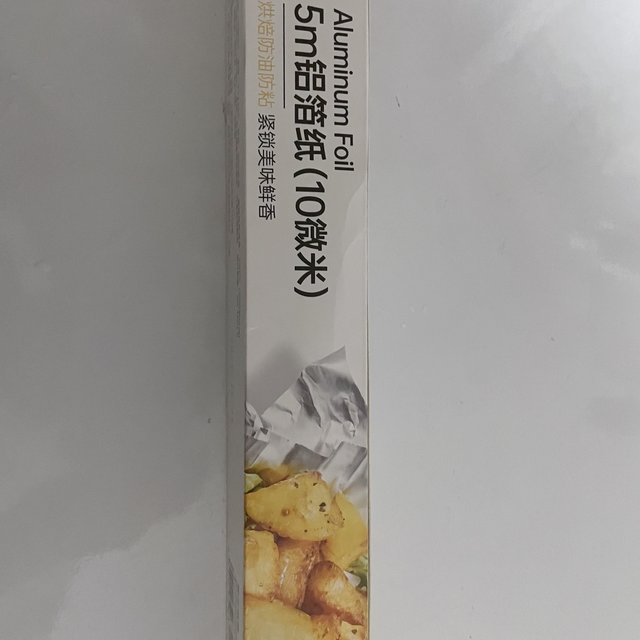 Aluminum Foil
5m铝箔纸(10微米)
烘焙防油防粘 紧锁美味鲜香